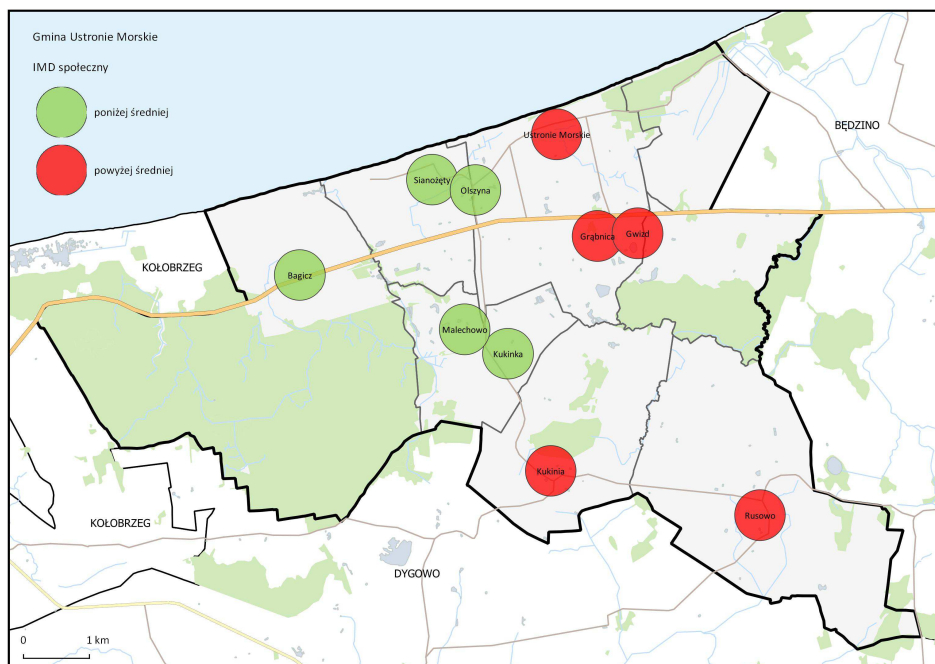 Gmina Ustronie Morskie
IMD społeczny
poniżej średniej
powyżej średniej
Ustronie Morskie
BĘDZINO
Sianożęty
Olszyna
Grąbnica
Gwizd
KOŁOBRZEG
Bagicz
Malechowo
Kukinka
Kukinia
Rusowo
KOŁOBRZEG
DYGOWO
0 1 km